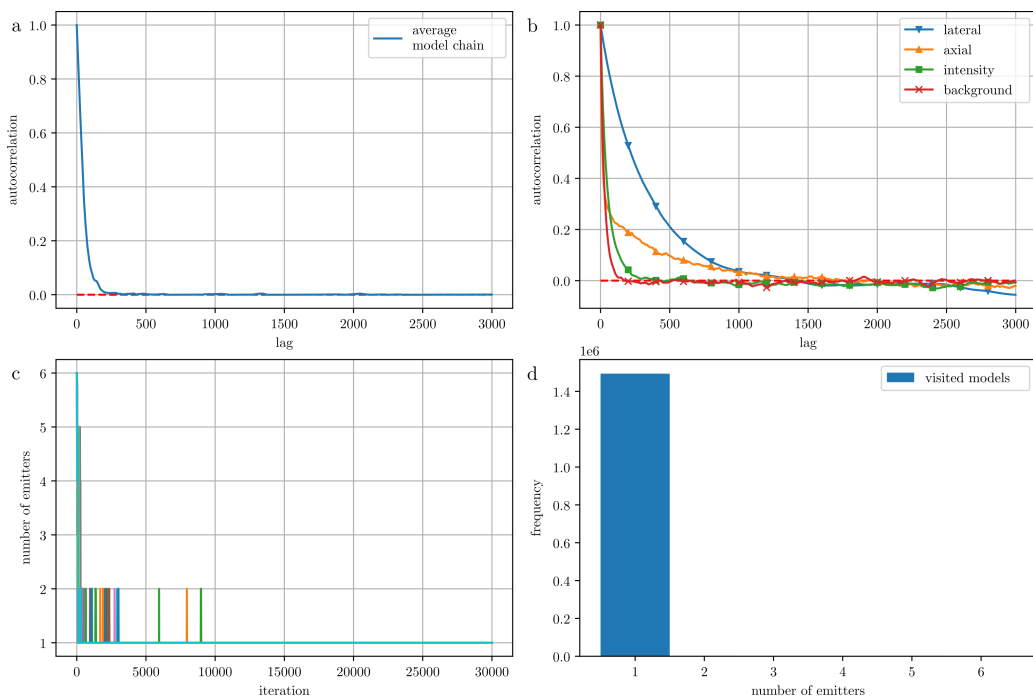 a
1.0
0.8
0.6
0.4
0.2
0.0
autocorrelation
average
model chain
0
500
1000
1500
2000
2500
3000
lag
b
1.0
0.8
0.6
0.4
0.2
0.0
autocorrelation
lateral
axial
intensity
background
0
500
1000
1500
2000
2500
3000
lag
c
6
5
4
3
2
1
number of emitters
0
5000
10000
15000
20000
25000
30000
iteration
1e6
d
1.4
1.2
1.0
0.8
0.6
0.4
0.2
0.0
frequency
visited models
1
2
3
4
5
6
number of emitters